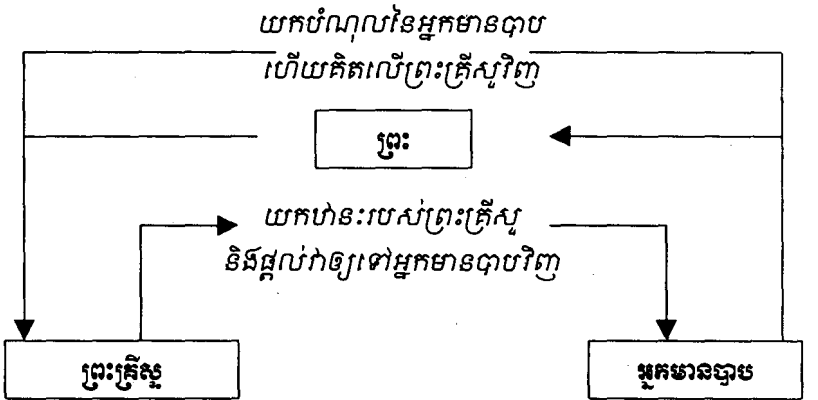 យកបំណុលនៃអ្នកមានបាប
ហើយគិតលើព្រះគ្រីស្ទវិញ
ព្រះ
យកឋានៈរបស់ព្រះគ្រីស្ទ
និងផ្តល់វាឲ្យទៅអ្នកមានបាបវិញ
ព្រះគ្រីស្ទ
អ្នកមានបាប